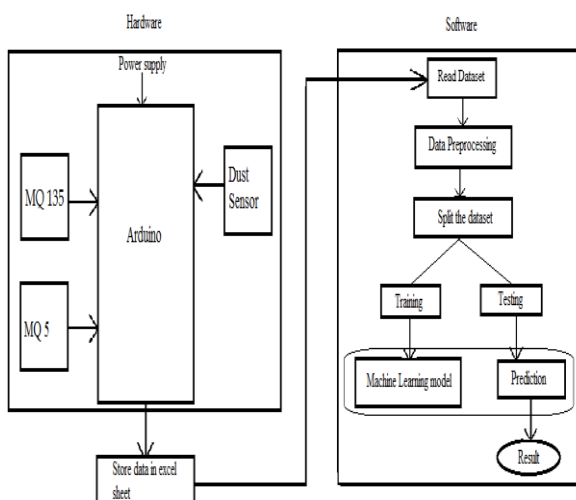 Hardware
Power supply
MQ 135
Dust
Sensor
Arduino
MQ 5
Store data in excel
sheet
Software
Read Dataset
Data Preprocessing
Split the dataset
Training
Testing
Machine Learning model
Prediction
Result